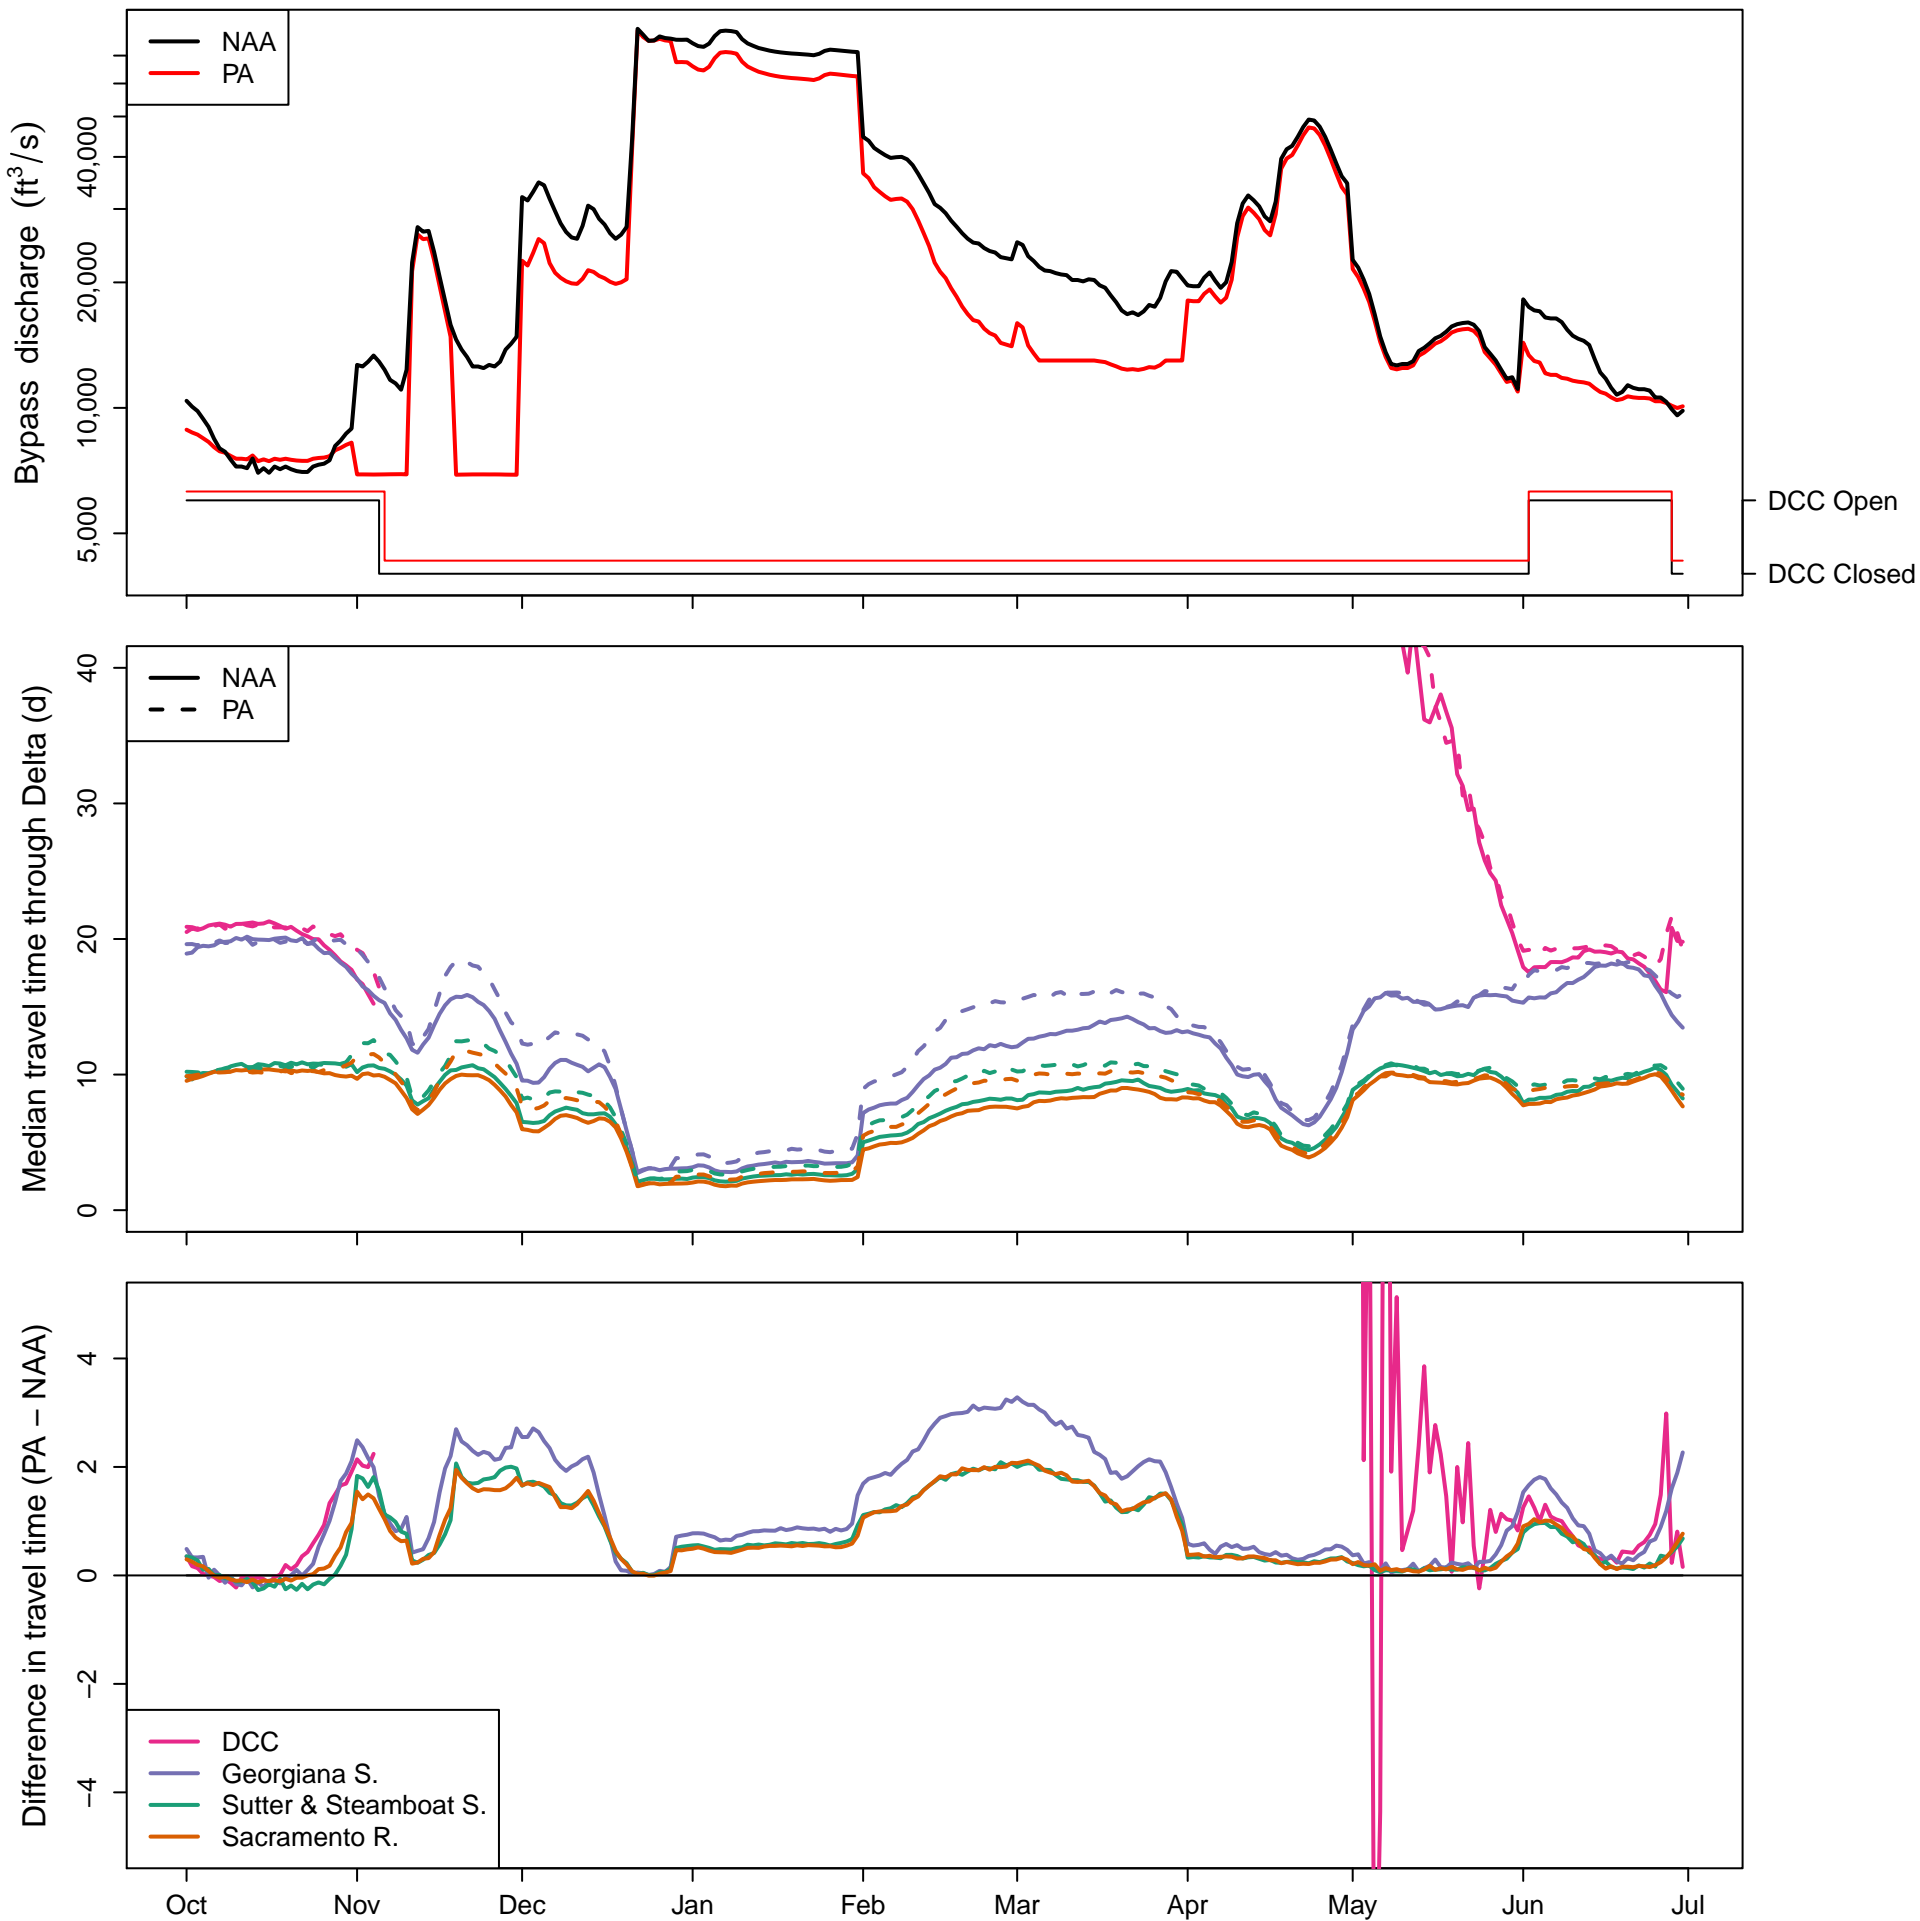 NAA
PA
Bypass discharge (ft³/s)
40,000
20,000
10,000
5,000
DCC Open
DCC Closed
NAA
PA
Median travel time through Delta (d)
40
30
20
10
0
Difference in travel time (PA − NAA)
4
2
0
−2
−4
DCC
Georgiana S.
Sutter & Steamboat S.
Sacramento R.
Oct Nov Dec Jan Feb Mar Apr May Jun Jul